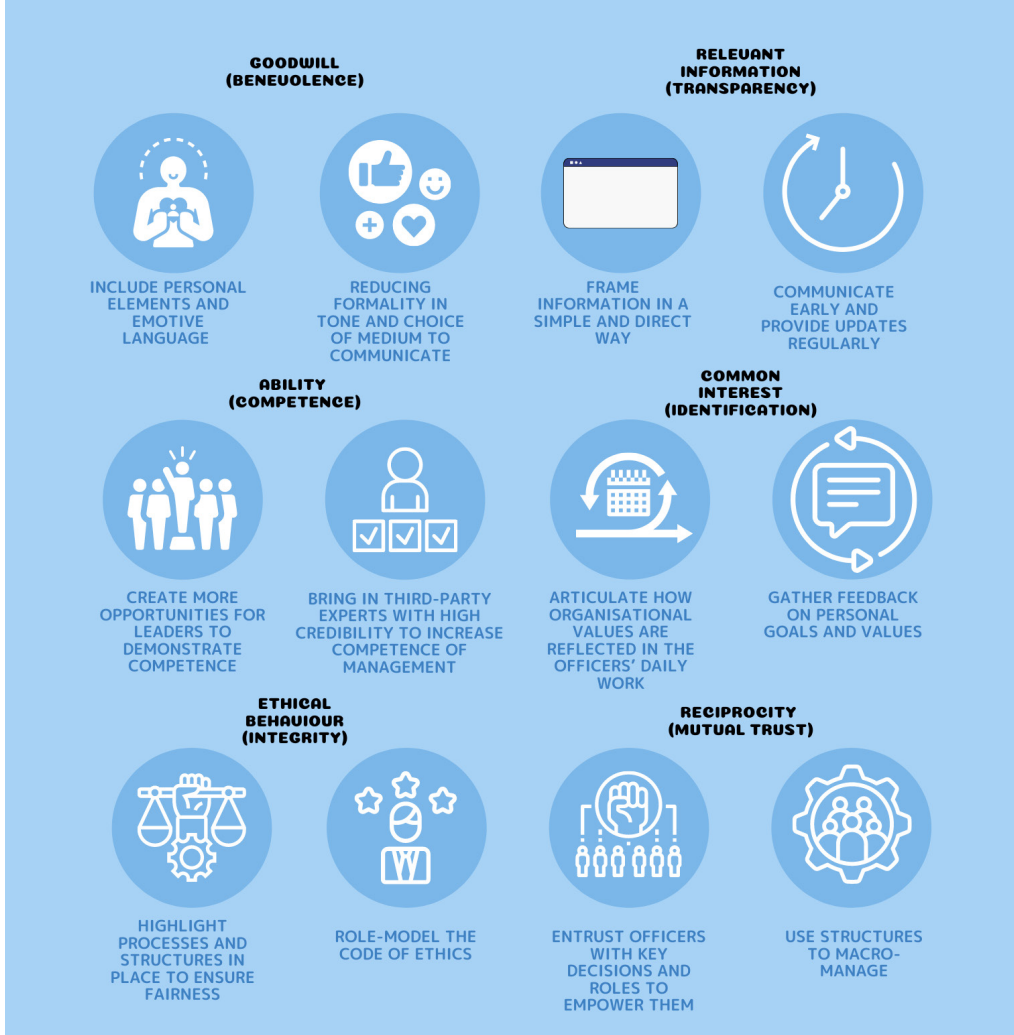 GOODWILL
(BENEVOLENCE)
RELEVANT
INFORMATION
(TRANSPARENCY)
INCLUDE PERSONAL
ELEMENTS AND
EMOTIVE
LANGUAGE
REDUCING
FORMALITY IN
TONE AND CHOICE
OF MEDIUM TO
COMMUNICATE
FRAME
INFORMATION IN A
SIMPLE AND DIRECT
WAY
COMMUNICATE
EARLY AND
PROVIDE UPDATES
REGULARLY
ABILITY
(COMPETENCE)
COMMON
INTEREST
(IDENTIFICATION)
CREATE MORE
OPPORTUNITIES FOR
LEADERS TO
DEMONSTRATE
COMPETENCE
BRING IN THIRD-PARTY
EXPERTS WITH HIGH
CREDIBILITY TO INCREASE
COMPETENCE OF
MANAGEMENT
ARTICULATE HOW
ORGANISATIONAL
VALUES ARE
REFLECTED IN THE
OFFICERS' DAILY
WORK
GATHER FEEDBACK
ON PERSONAL
GOALS AND VALUES
ETHICAL
BEHAVIOUR
(INTEGRITY)
RECIPROCITY
(MUTUAL TRUST)
HIGHLIGHT
PROCESSES AND
STRUCTURES IN
PLACE TO ENSURE
FAIRNESS
ROLE-MODEL THE
CODE OF ETHICS
ENTRUST OFFICERS
WITH KEY
DECISIONS AND
ROLES TO
EMPOWER THEM
USE STRUCTURES
TO MACRO-
MANAGE